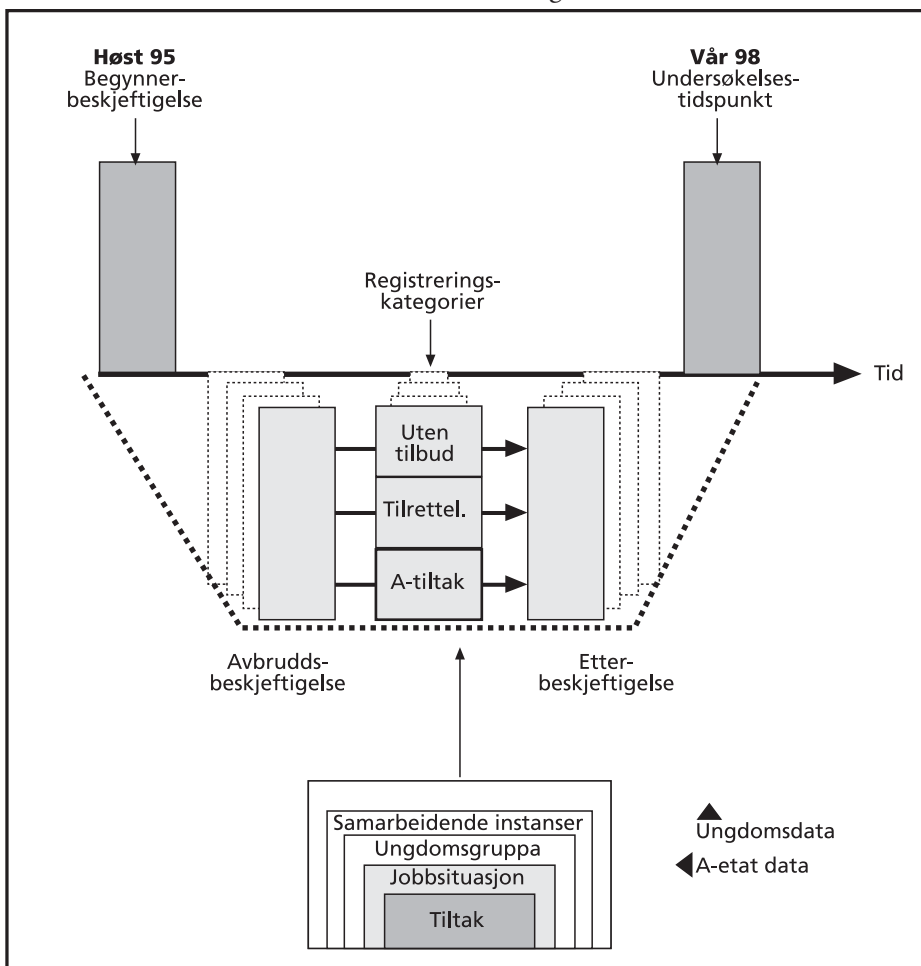 Høst 95
Begynner-
beskjeftigelse
Vår 98
Undersøkelses-
tidspunkt
Registrerings-
kategorier
Tid
Uten
tilbud
Tilrettel.
A-tiltak
Avbrudds-
beskjeftigelse
Etter-
beskjeftigelse
Samarbeidende instanser
Ungdomsgruppa
Jobbsituasjon
Tiltak
Ungdomsdata
A-etat data